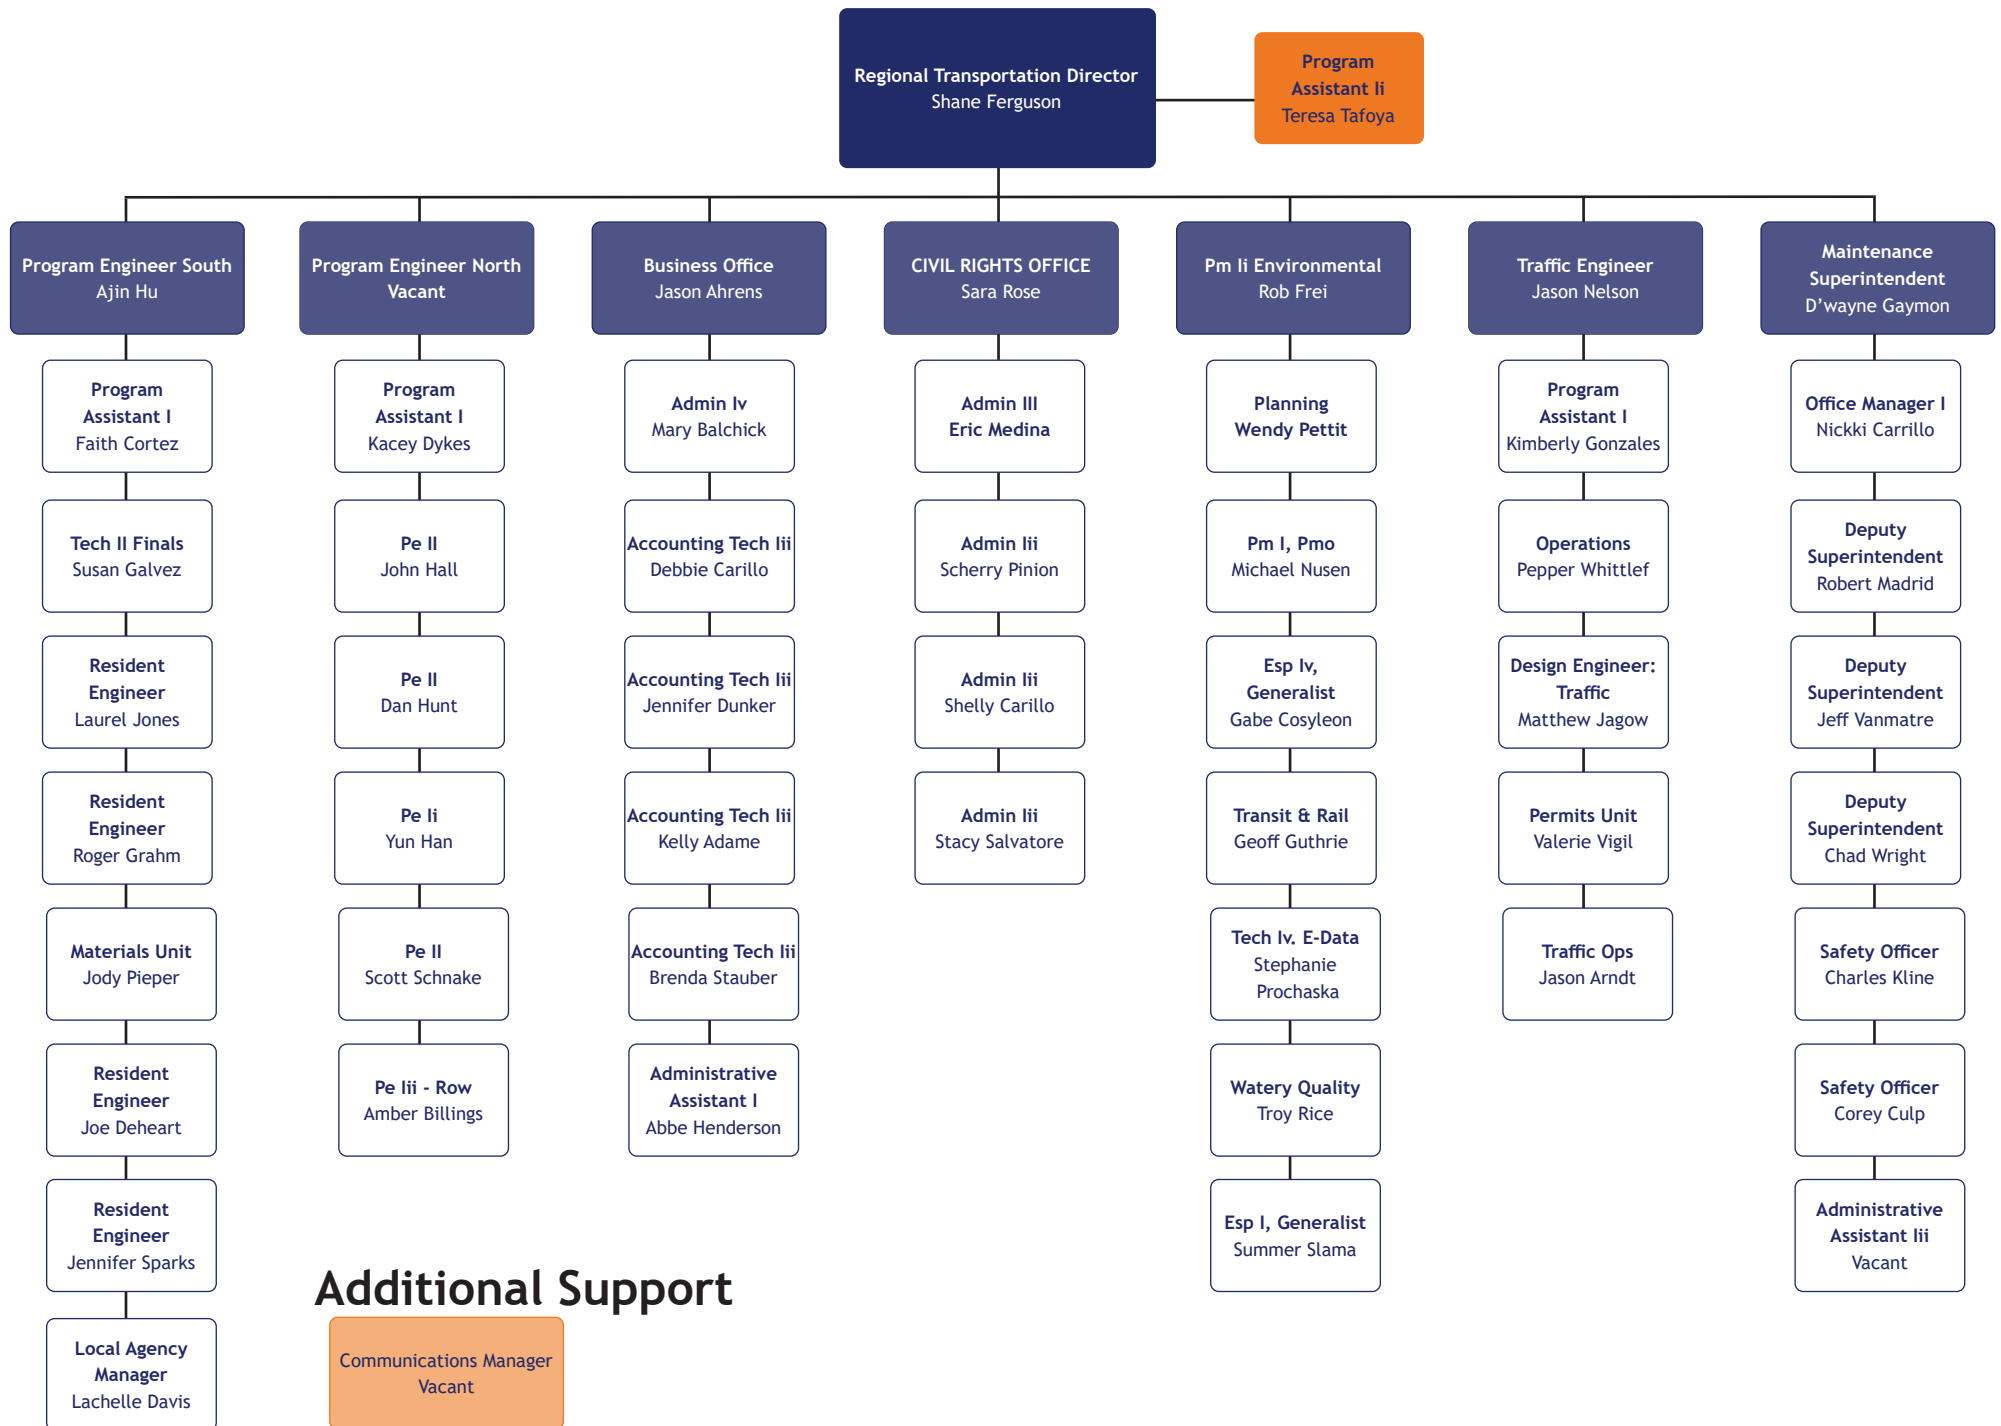 Regional Transportation Director
Shane Ferguson
Program
Assistant Ii
Teresa Tafoya
Program Engineer South
Ajin Hu
Program Assistant I
Faith Cortez
Tech II Finals
Susan Galvez
Resident
Engineer
Laurel Jones
Resident
Engineer
Roger Grahm
Materials Unit
Jody Pieper
Resident
Engineer
Joe Deheart
Resident
Engineer
Jennifer Sparks
Local Agency
Manager
Lachelle Davis
Program Engineer North
Vacant
Program
Assistant I
Kacey Dykes
Pe II
John Hall
Pe II
Dan Hunt
Pe Ii
Yun Han
Pe II
Scott Schnake
Pe Iii - Row
Amber Billings
Business Office
Jason Ahrens
Admin Iv
Mary Balchick
Accounting Tech Iii
Debbie Carillo
Accounting Tech Iii
Jennifer Dunker
Accounting Tech Iii
Kelly Adame
Accounting Tech Iii
Brenda Stauber
Administrative
Assistant I
Abbe Henderson
CIVIL RIGHTS OFFICE
Sara Rose
Admin III
Eric Medina
Admin Iii
Scherry Pinion
Admin Iii
Shelly Carillo
Admin Iii
Stacy Salvatore
Pm Ii Environmental
Rob Frei
Planning
Wendy Pettit
Pm I, Pmo
Michael Nusen
Esp Iv,
Generalist
Gabe Cosyleon
Transit & Rail
Geoff Guthrie
Tech Iv. E-Data
Stephanie
Prochaska
Watery Quality
Troy Rice
Esp I, Generalist
Summer Slama
Traffic Engineer
Jason Nelson
Program
Assistant I
Kimberly Gonzales
Operations
Pepper Whittlef
Design Engineer:
Traffic
Matthew Jagow
Permits Unit
Valerie Vigil
Traffic Ops
Jason Arndt
Maintenance
Superintendent
D’wayne Gaymon
Office Manager I
Nickki Carrillo
Deputy
Superintendent
Robert Madrid
Deputy
Superintendent
Jeff Vanmatre
Deputy
Superintendent
Chad Wright
Safety Officer
Charles Kline
Safety Officer
Corey Culp
Administrative
Assistant Iii
Vacant
Additional Support
Communications Manager
Vacant